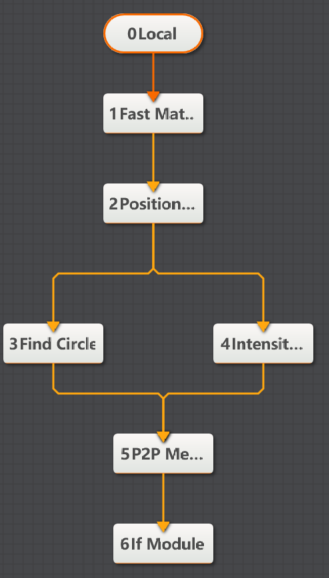 0Local
1Fast Mat..
2Position...
3Find Circle
4Intensit...
5P2P Me...
6If Module